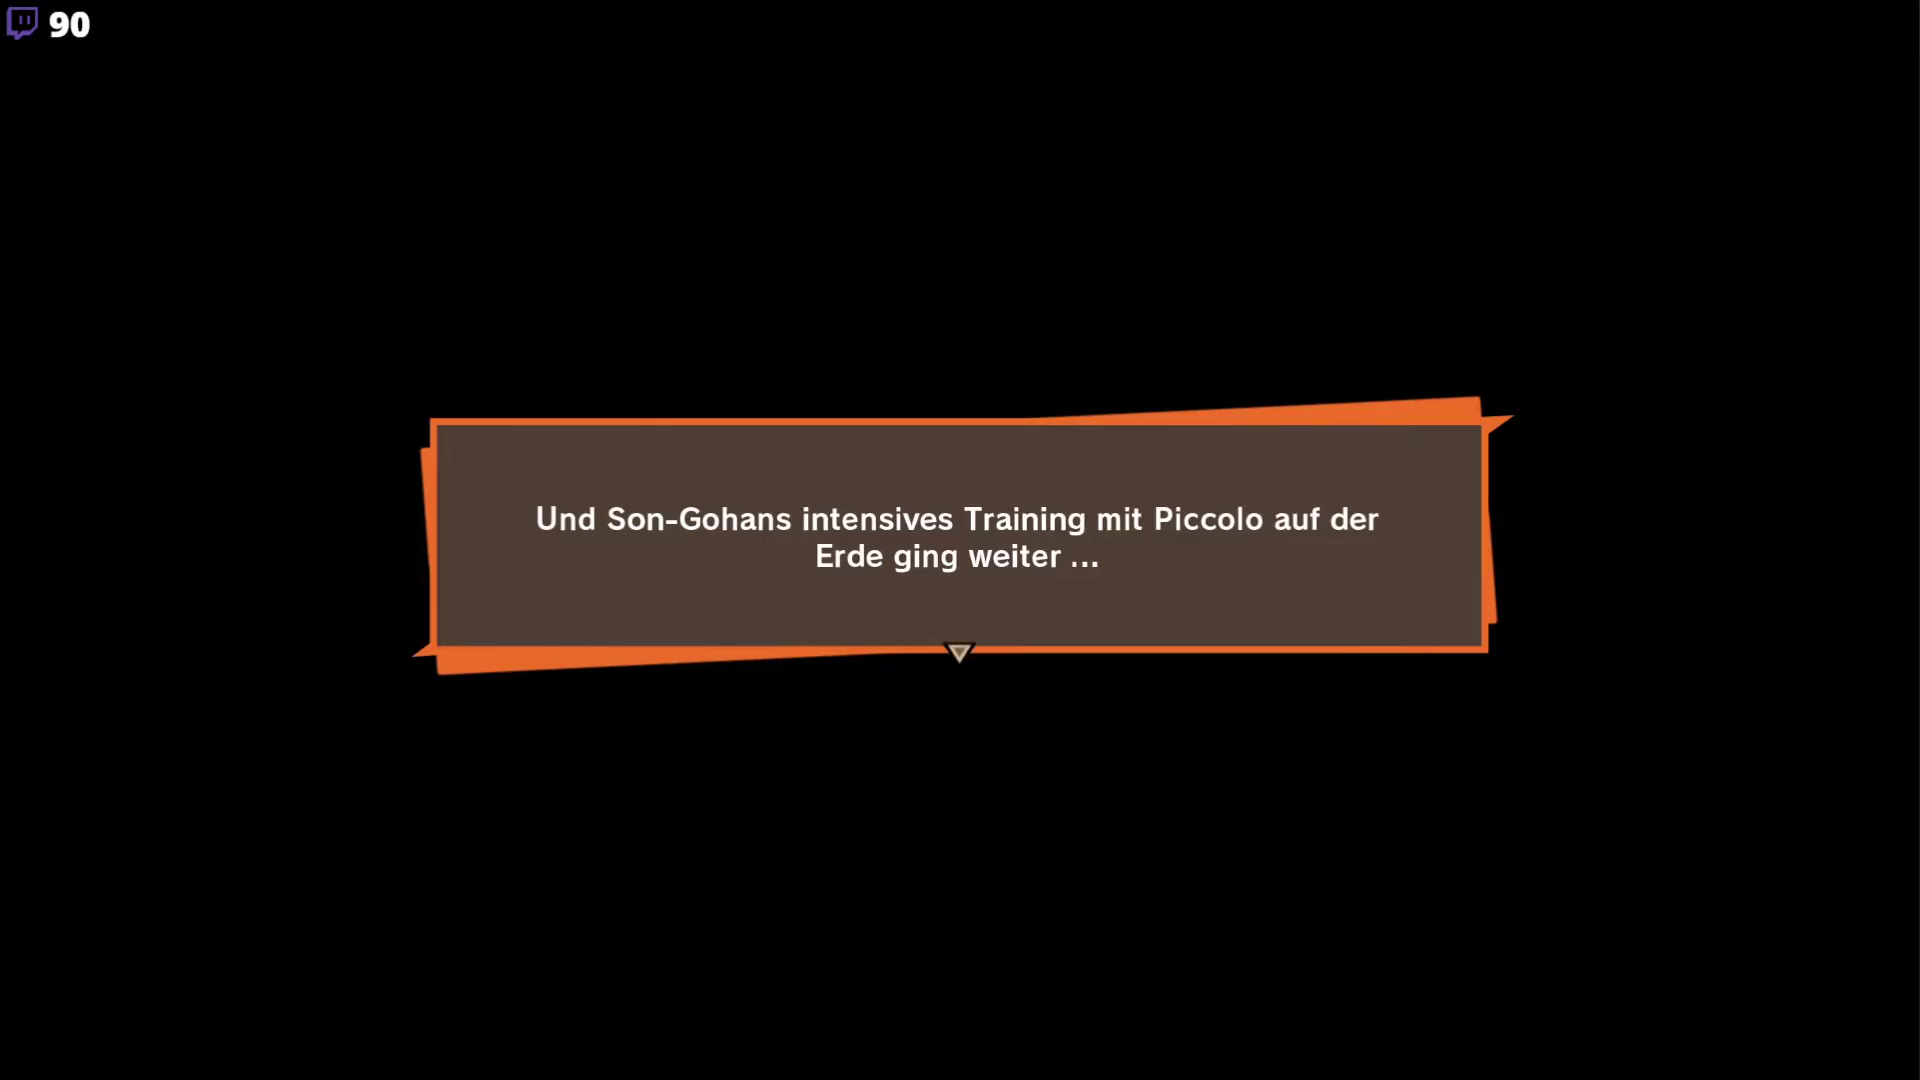 90
Und Son-Gohans intensives Training mit Piccolo auf der
Erde ging weiter ...